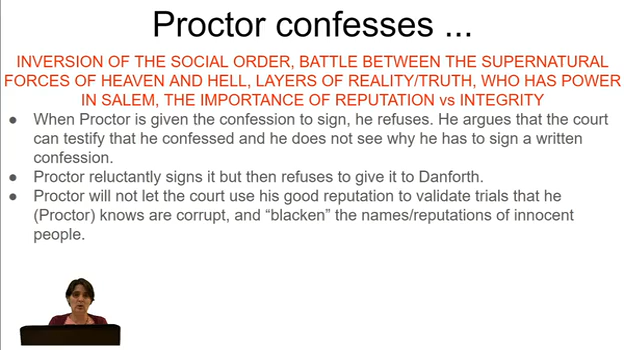 Proctor confesses ...
INVERSION OF THE SOCIAL ORDER, BATTLE BETWEEN THE SUPERNATURAL
FORCES OF HEAVEN AND HELL, LAYERS OF REALITY/TRUTH, WHO HAS POWER
IN SALEM, THE IMPORTANCE OF REPUTATION vs INTEGRITY
● When Proctor is given the confession to sign, he refuses. He argues that the court
can testify that he confessed and he does not see why he has to sign a written
confession.
● Proctor reluctantly signs it but then refuses to give it to Danforth.
● Proctor will not let the court use his good reputation to validate trials that he
(Proctor) knows are corrupt, and “blacken” the names/reputations of innocent
people.